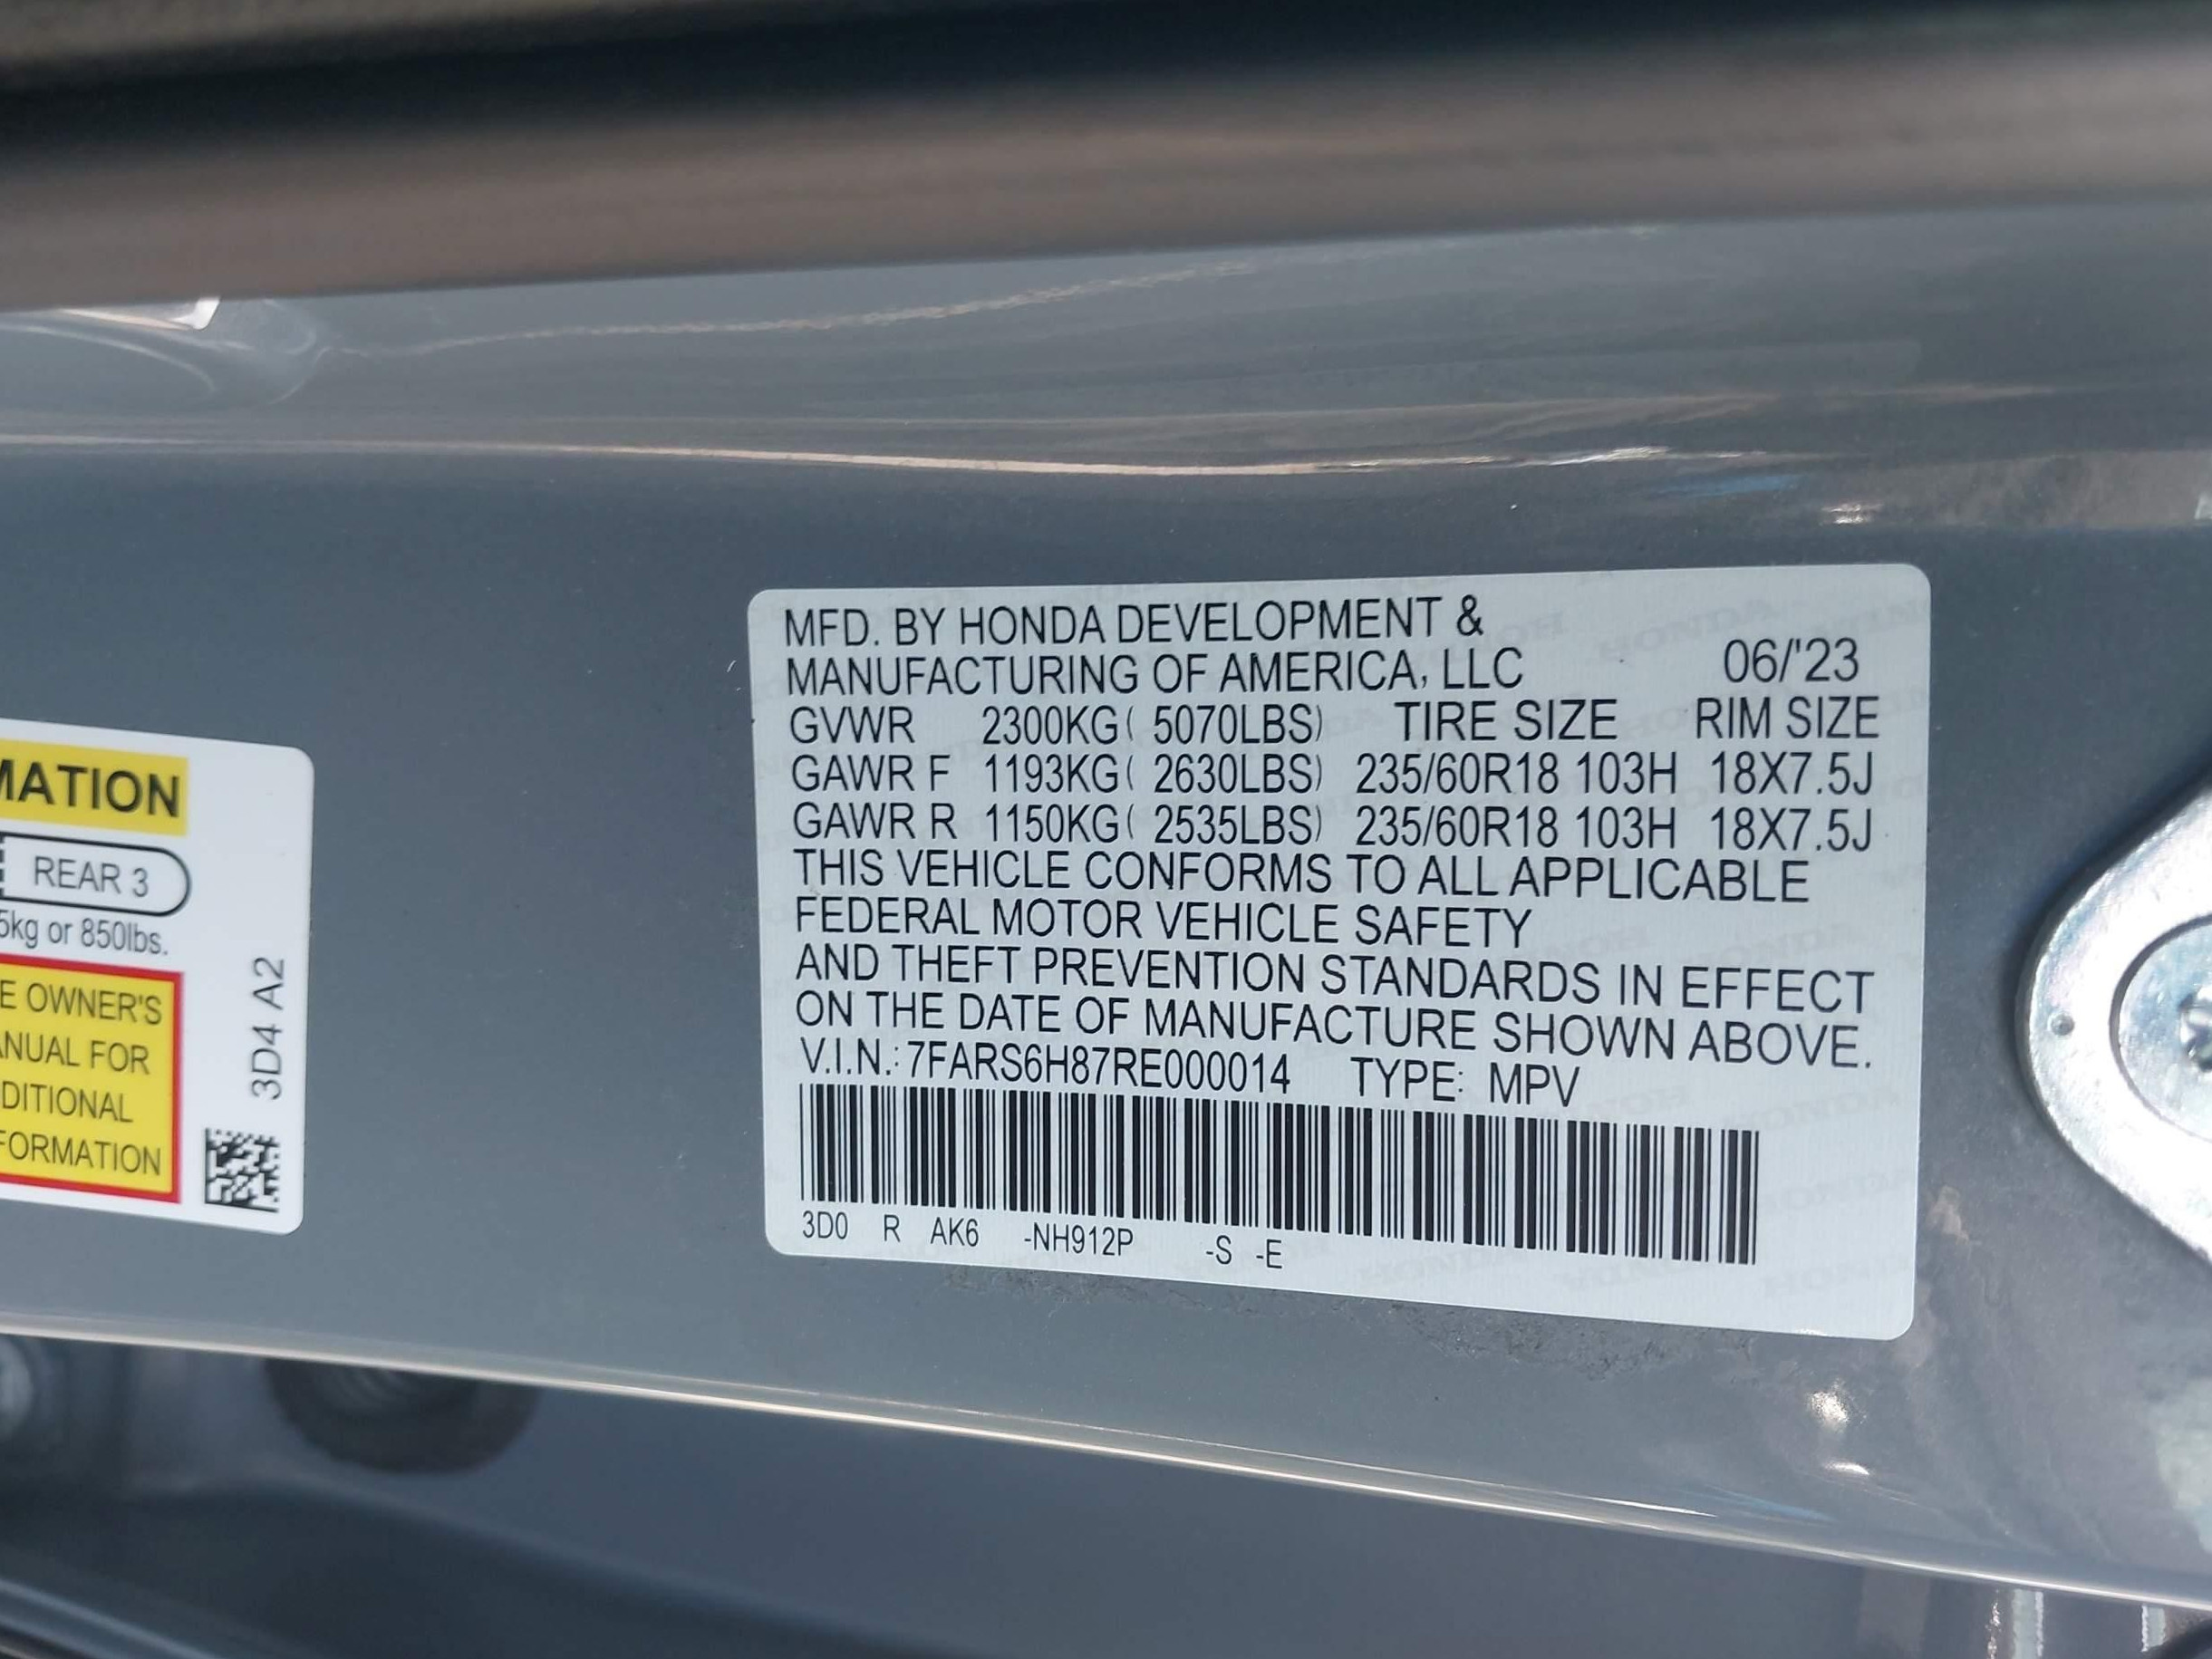 MFD. BY HONDA DEVELOPMENT &
MANUFACTURING OF AMERICA, LLC 06/'23
GVWR 2300KG( 5070LBS) TIRE SIZE RIM SIZE
GAWR F 1193KG( 2630LBS) 235/60R18 103H 18X7.5J
GAWR R 1150KG( 2535LBS) 235/60R18 103H 18X7.5J
THIS VEHICLE CONFORMS TO ALL APPLICABLE
FEDERAL MOTOR VEHICLE SAFETY
AND THEFT PREVENTION STANDARDS IN EFFECT
ON THE DATE OF MANUFACTURE SHOWN ABOVE.
V.I.N.: 7FARS6H87RE000014 TYPE: MPV
3D0 R AK6 -NH912P -S -E
MATION
REAR 3
5kg or 850lbs.
E OWNER'S
ANUAL FOR
DITIONAL
FORMATION
3D4 A2